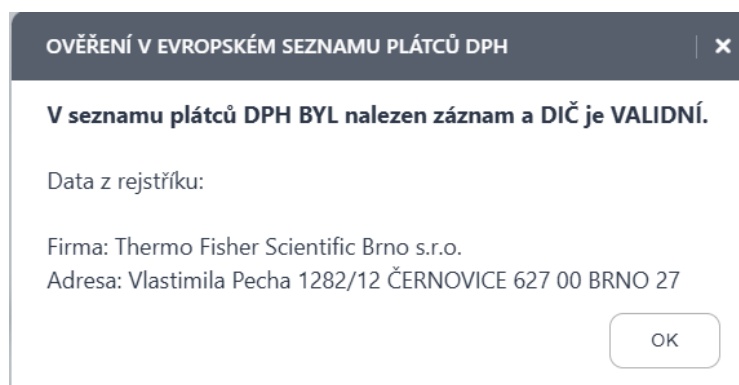 OVĚŘENÍ V EVROPSKÉM SEZNAMU PLÁTCŮ DPH
V seznamu plátců DPH BYL nalezen záznam a DIČ je VALIDNÍ.
Data z rejstříku:
Firma: Thermo Fisher Scientific Brno s.r.o.
Adresa: Vlastimila Pecha 1282/12 ČERNOVICE 627 00 BRNO 27
OK